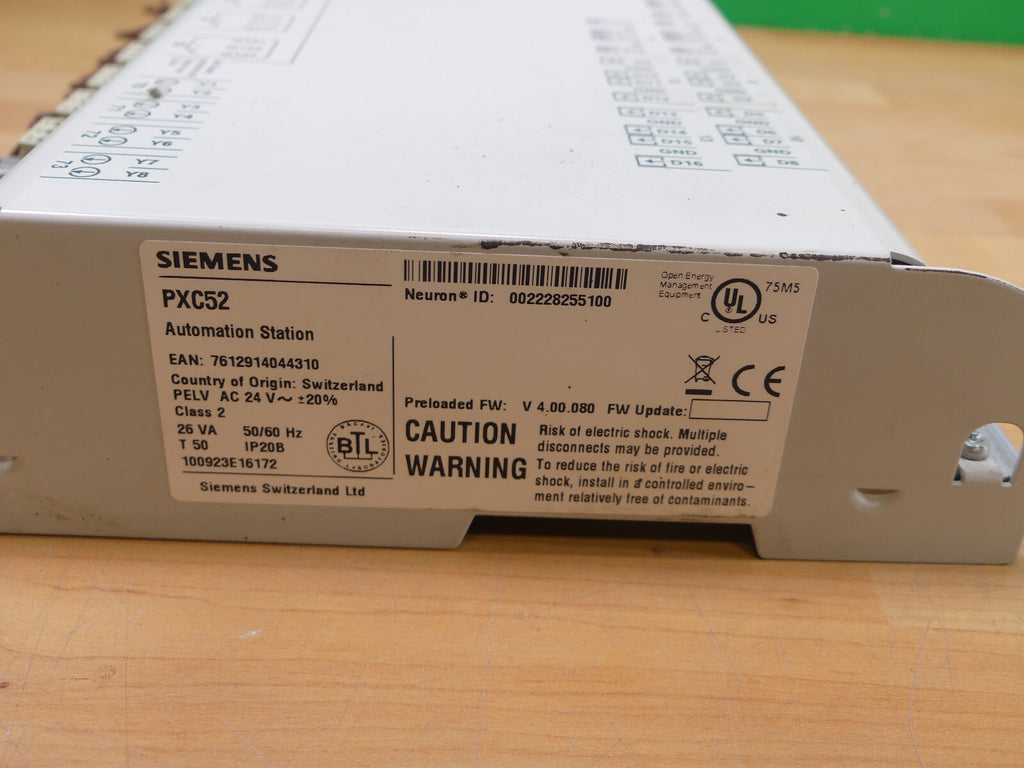 D12 D5
GND
D14 D6
D15 D7
GND GND
D16 D8
T2 Y5
Y6
T3 Y7
Y8
SIEMENS
PXC52
Automation Station
EAN: 7612914044310
Country of Origin: Switzerland
PELV AC 24 V~ ±20%
Class 2
26 VA 50/60 Hz
T 50 IP20B
100923E16172
BTL
Siemens Switzerland Ltd
Neuron® ID: 002228255100
Open Energy
Management
Equipment
75M5
C UL US
LISTED
CE
Preloaded FW: V 4.00.080 FW Update:
CAUTION Risk of electric shock. Multiple
disconnects may be provided.
WARNING To reduce the risk of fire or electric
shock, install in a controlled enviro–
ment relatively free of contaminants.